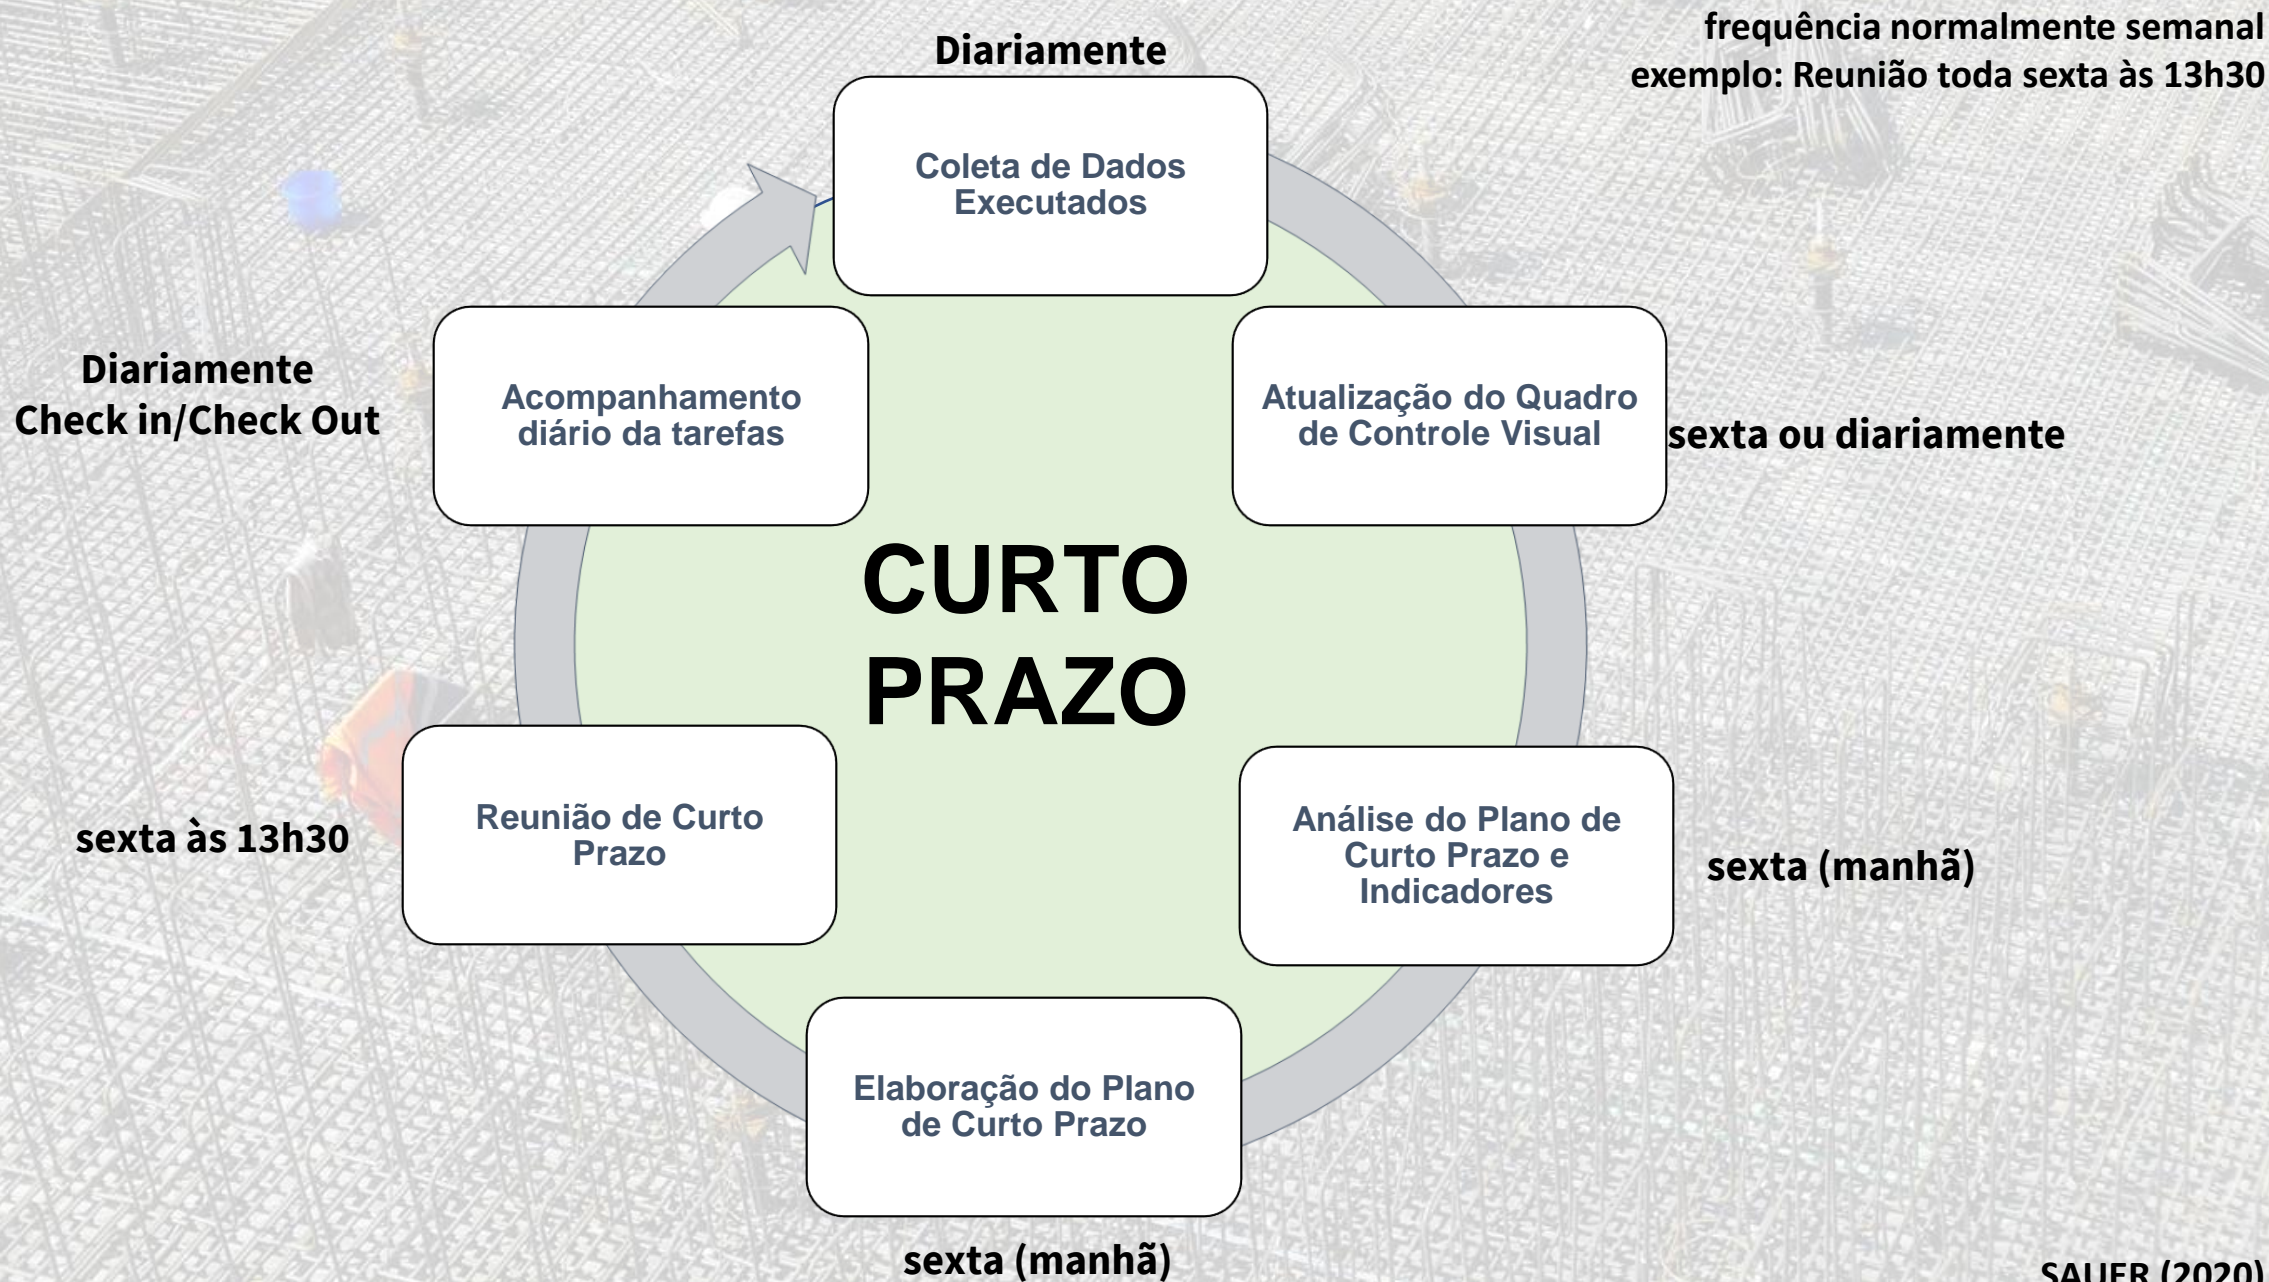 frequência normalmente semanal
exemplo: Reunião toda sexta às 13h30
Diariamente
Coleta de Dados
Executados
Atualização do Quadro
de Controle Visual
sexta ou diariamente
Análise do Plano de
Curto Prazo e
Indicadores
sexta (manhã)
Elaboração do Plano
de Curto Prazo
sexta (manhã)
Reunião de Curto
Prazo
sexta às 13h30
Acompanhamento
diário da tarefas
Diariamente
Check in/Check Out
CURTO
PRAZO
SAUER (2020)